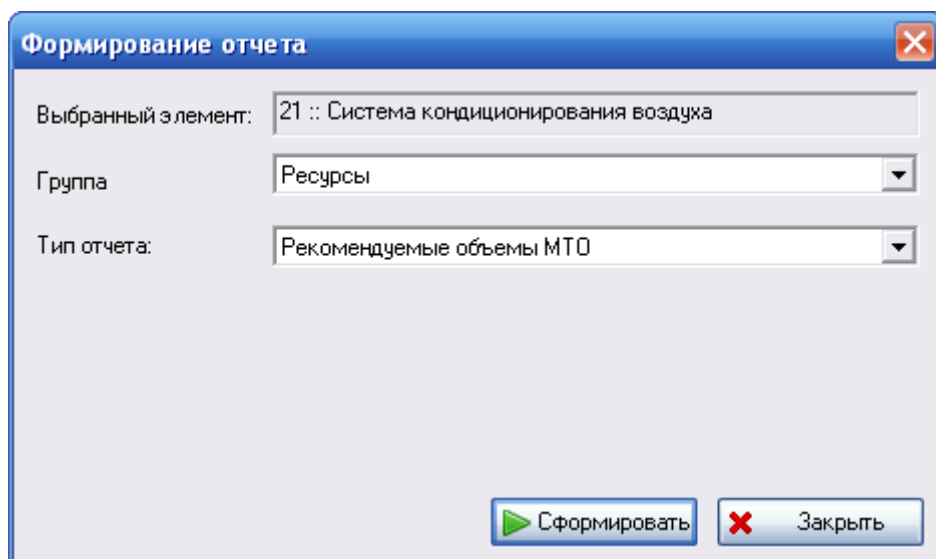 Формирование отчета
Выбранный элемент: 21 :: Система кондиционирования воздуха
Группа Ресурсы
Тип отчета: Рекомендуемые объемы МТО
Сформировать Закрыть